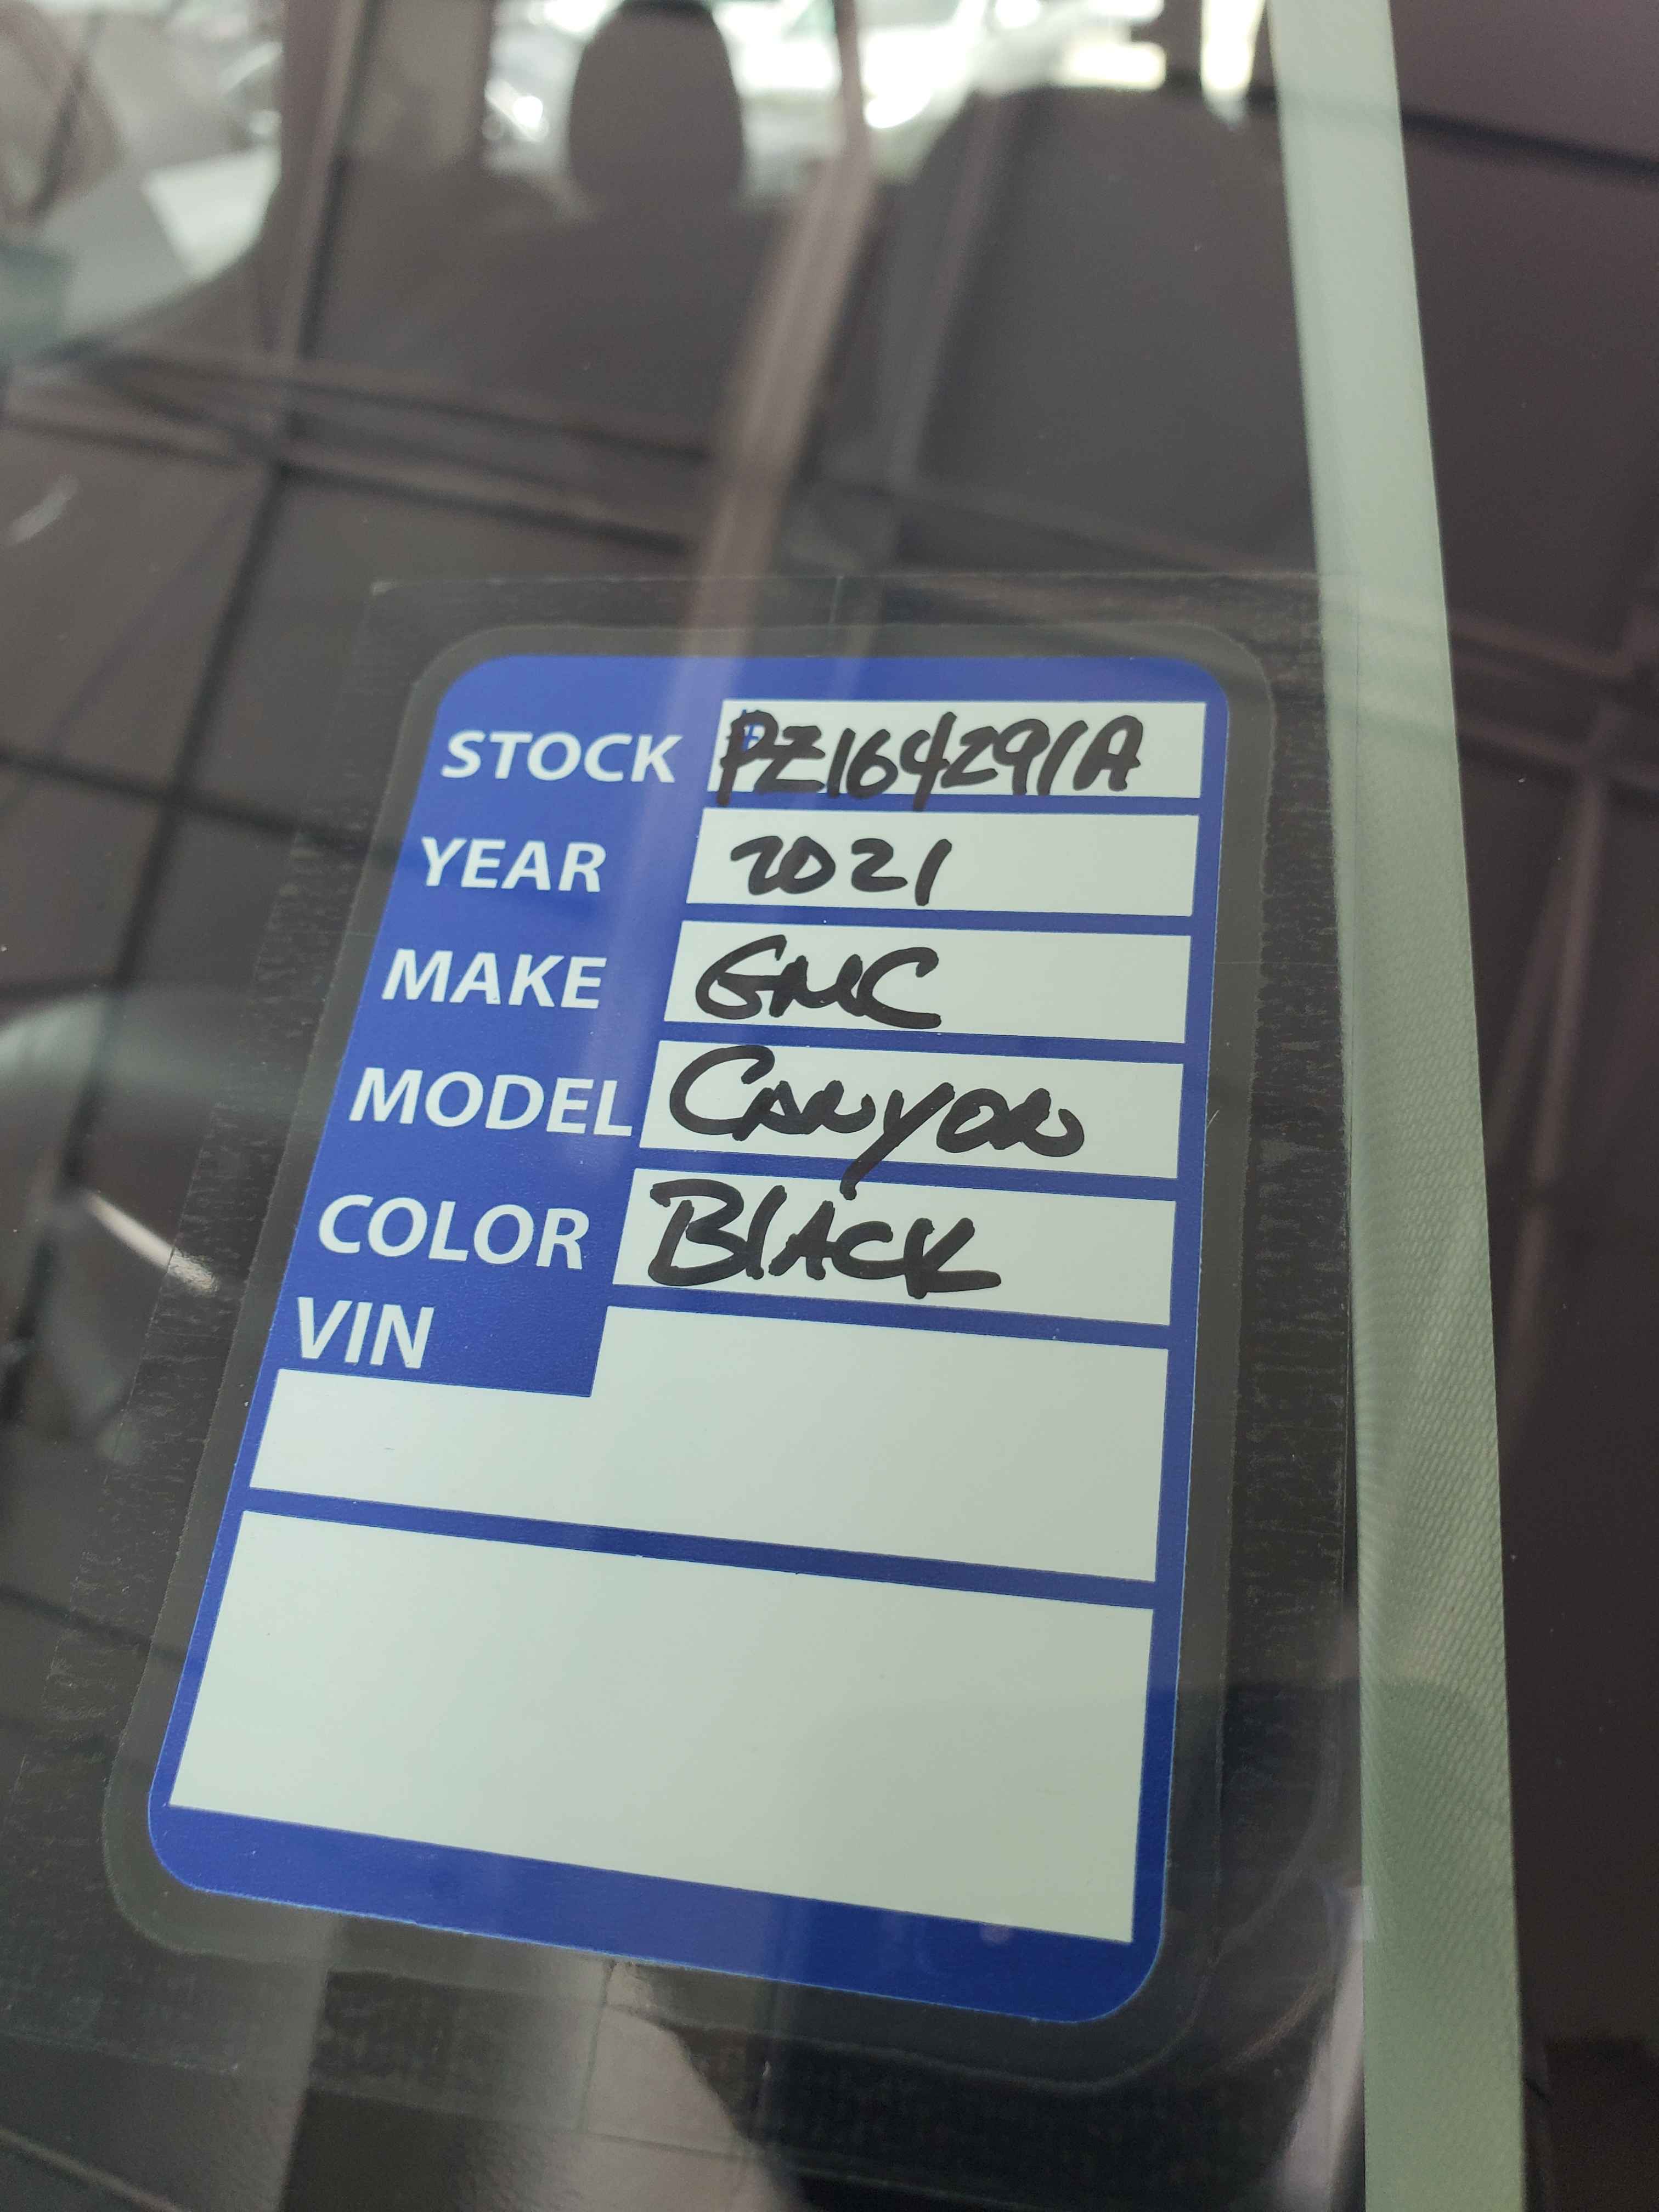 STOCK # PZ164291A
YEAR 2021
MAKE GMC
MODEL CANYON
COLOR BlACK
VIN